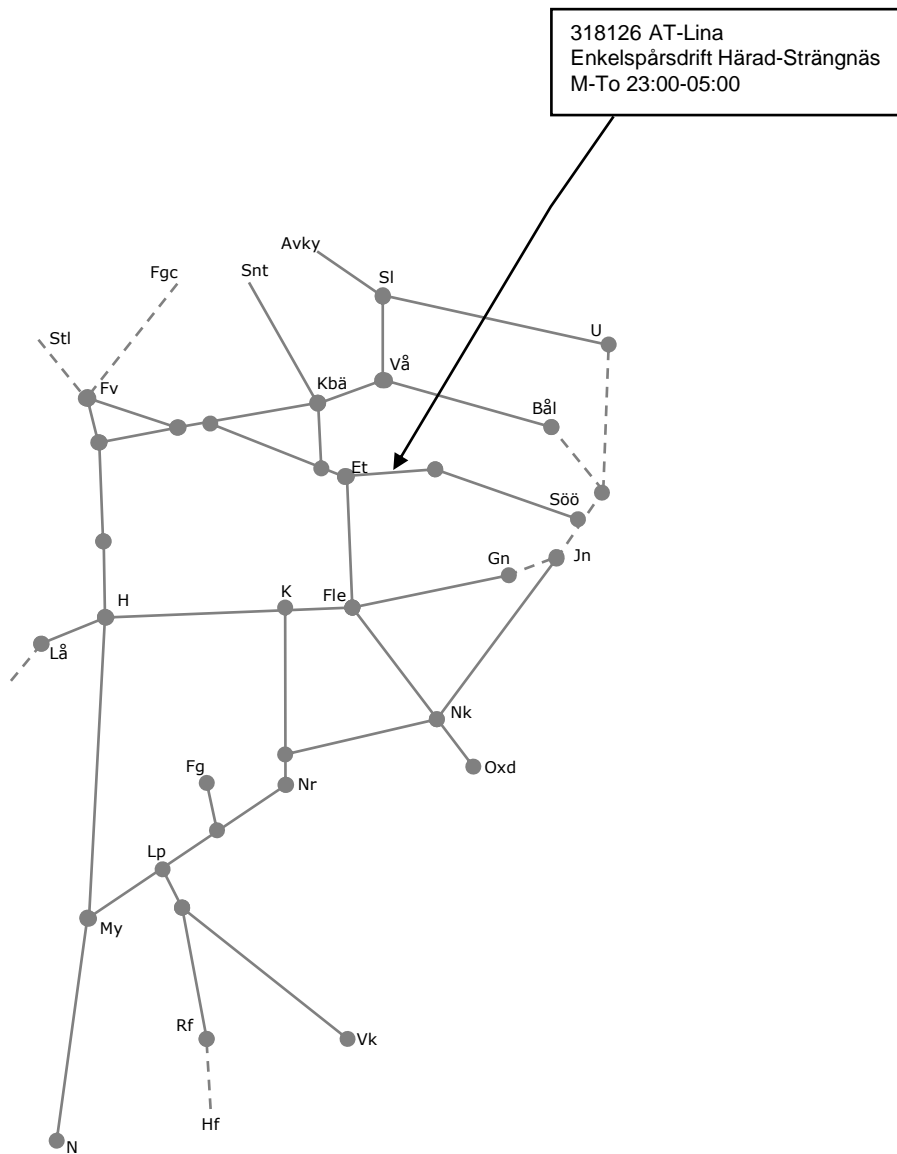 318126 AT-Lina
Enkelspårsdrift Härad-Strängnäs
M-To 23:00-05:00
Avky
Fgc
Snt
Sl
Stl
U
Vå
Fv
Kbä
Bål
Et
Söö
Gn
Jn
H
K
Fle
Lå
Nk
Fg
Oxd
Nr
Lp
My
Rf
Vk
Hf
N